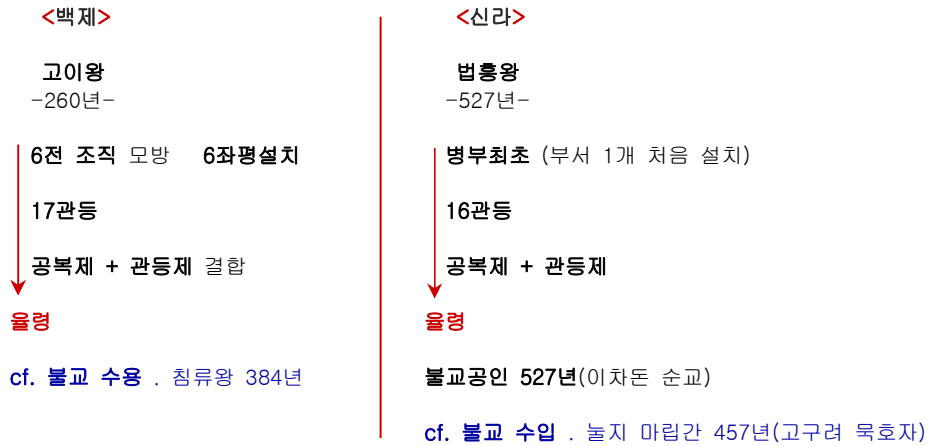 <백제>
고이왕
-260년-
6전 조직 모방 6좌평설치
17관등
공복제 + 관등제 결합
율령
cf. 불교 수용 . 침류왕 384년
<신라>
법흥왕
-527년-
병부최초 (부서 1개 처음 설치)
16관등
공복제 + 관등제
율령
불교공인 527년(이차돈 순교)
cf. 불교 수입 . 눌지 마립간 457년(고구려 묵호자)